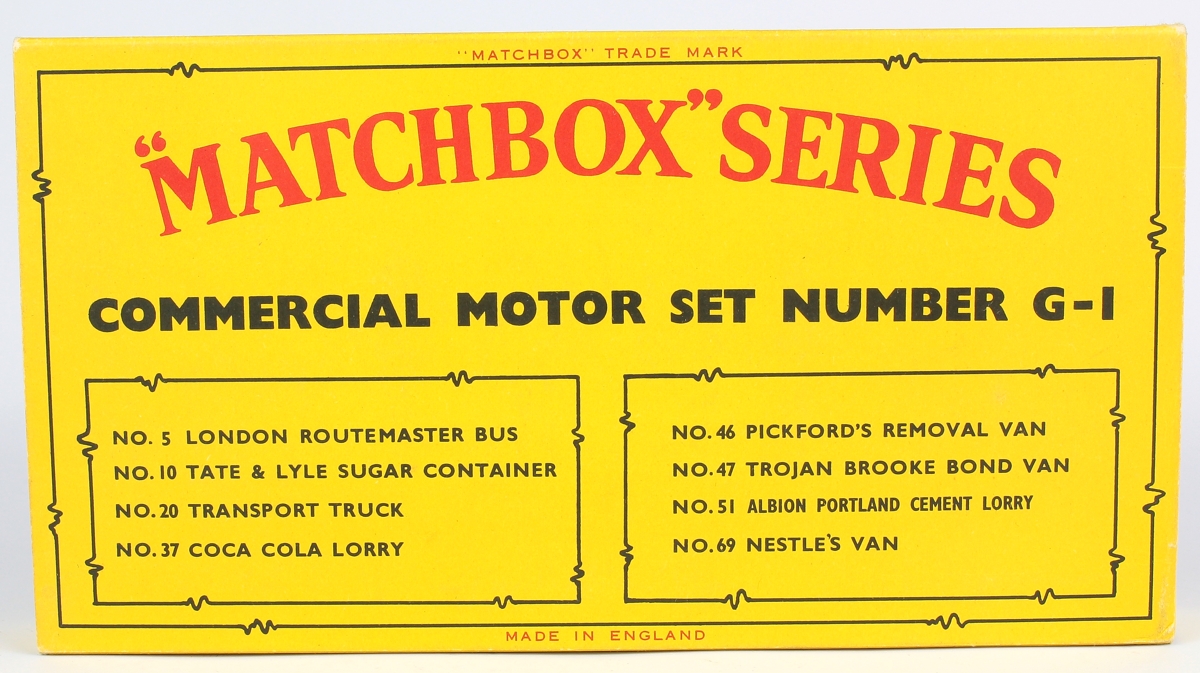 "MATCHBOX" TRADE MARK
"MATCHBOX" SERIES
COMMERCIAL MOTOR SET NUMBER G-1
NO. 5 LONDON ROUTEMASTER BUS
NO. 10 TATE & LYLE SUGAR CONTAINER
NO. 20 TRANSPORT TRUCK
NO. 37 COCA COLA LORRY
NO. 46 PICKFORD'S REMOVAL VAN
NO. 47 TROJAN BROOKE BOND VAN
NO. 51 ALBION PORTLAND CEMENT LORRY
NO. 69 NESTLE'S VAN
MADE IN ENGLAND